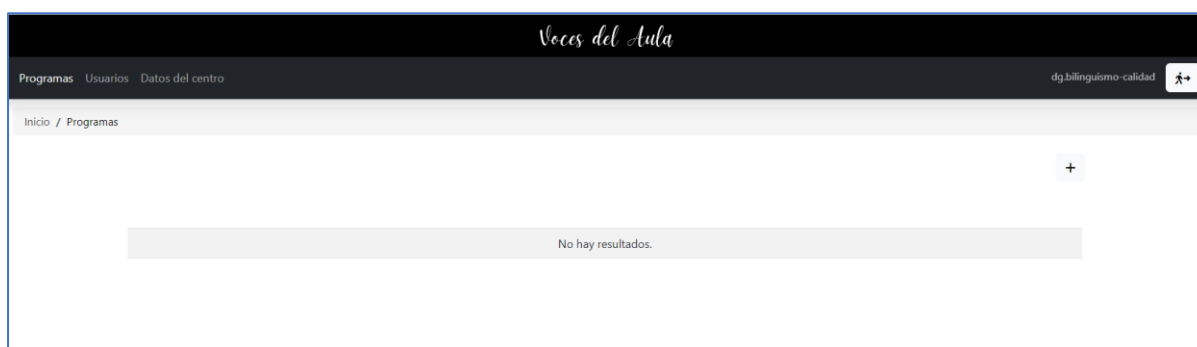 Voces del Aula
Programas Usuarios Datos del centro dg.bilinguismo-calidad
Inicio / Programas
+
No hay resultados.